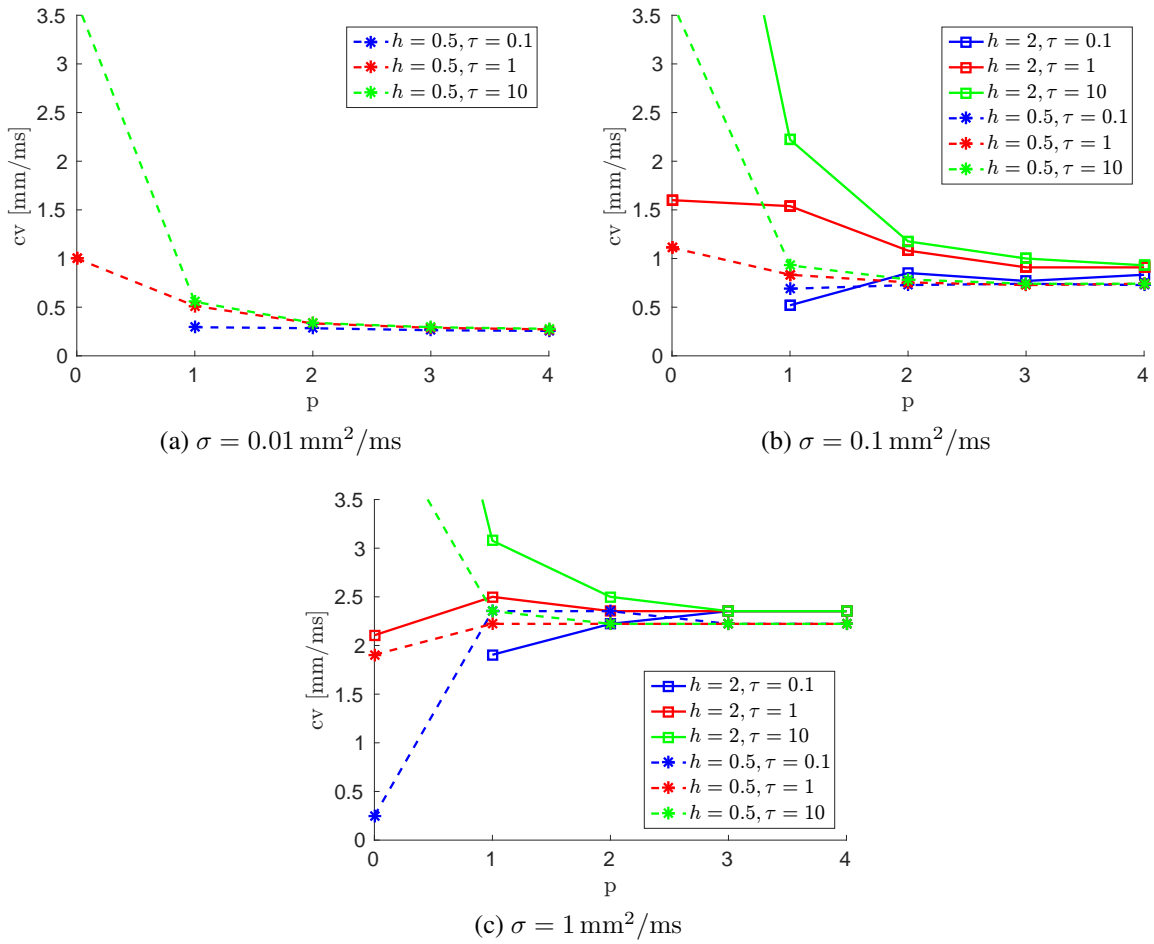 3.5
3
2.5
2
1.5
1
0.5
0
cv [mm/ms]
h = 0.5, τ = 0.1
h = 0.5, τ = 1
h = 0.5, τ = 10
0 1 2 3 4
p
(a) σ = 0.01 mm²/ms
3.5
3
2.5
2
1.5
1
0.5
0
cv [mm/ms]
h = 2, τ = 0.1
h = 2, τ = 1
h = 2, τ = 10
h = 0.5, τ = 0.1
h = 0.5, τ = 1
h = 0.5, τ = 10
0 1 2 3 4
p
(b) σ = 0.1 mm²/ms
3.5
3
2.5
2
1.5
1
0.5
0
cv [mm/ms]
h = 2, τ = 0.1
h = 2, τ = 1
h = 2, τ = 10
h = 0.5, τ = 0.1
h = 0.5, τ = 1
h = 0.5, τ = 10
0 1 2 3 4
p
(c) σ = 1 mm²/ms